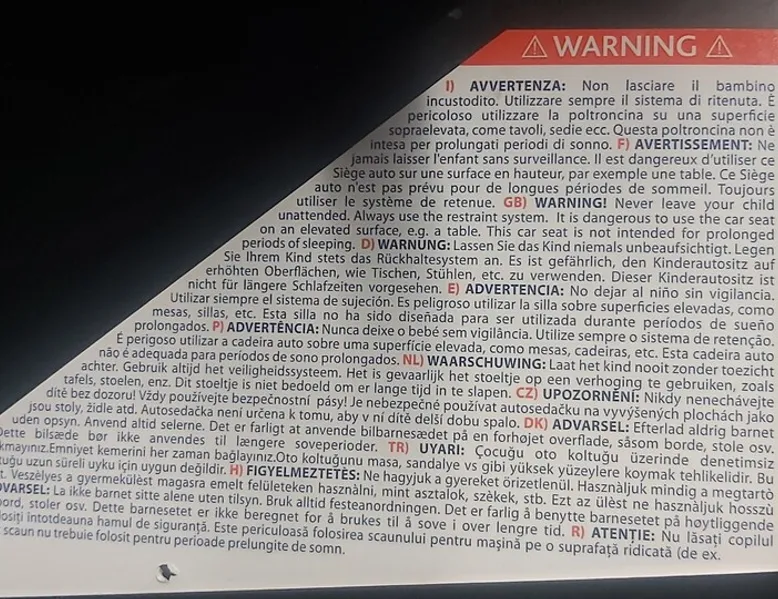 ⚠ WARNING ⚠
I) AVVERTENZA: Non lasciare il bambino
incustodito. Utilizzare sempre il sistema di ritenuta. È
pericoloso utilizzare la poltroncina su una superficie
sopraelevata, come tavoli, sedie ecc. Questa poltroncina non è
intesa per prolungati periodi di sonno. F) AVERTISSEMENT: Ne
jamais laisser l'enfant sans surveillance. Il est dangereux d'utiliser ce
Siège auto sur une surface en hauteur, par exemple une table. Ce Siège
auto n'est pas prévu pour de longues périodes de sommeil. Toujours
utiliser le système de retenue. GB) WARNING! Never leave your child
unattended. Always use the restraint system. It is dangerous to use the car seat
on an elevated surface, e.g. a table. This car seat is not intended for prolonged
periods of sleeping. D) WARNUNG: Lassen Sie das Kind niemals unbeaufsichtigt. Legen
Sie Ihrem Kind stets das Rückhaltesystem an. Es ist gefährlich, den Kinderautositz auf
erhöhten Oberflächen, wie Tischen, Stühlen, etc. zu verwenden. Dieser Kinderautositz ist
nicht für längere Schlafzeiten vorgesehen. E) ADVERTENCIA: No dejar al niño sin vigilancia.
Utilizar siempre el sistema de sujeción. Es peligroso utilizar la silla sobre superficies elevadas, como
mesas, sillas, etc. Esta silla no ha sido diseñada para ser utilizada durante períodos de sueño
prolongados. P) ADVERTÊNCIA: Nunca deixe o bebé sem vigilância. Utilize sempre o sistema de retenção.
É perigoso utilizar a cadeira auto sobre uma superfície elevada, como mesas, cadeiras, etc. Esta cadeira auto
não é adequada para períodos de sono prolongados. NL) WAARSCHUWING: Laat het kind nooit zonder toezicht
achter. Gebruik altijd het veiligheidssysteem. Het is gevaarlijk het stoeltje op een verhoging te gebruiken, zoals
tafels, stoelen, enz. Dit stoeltje is niet bedoeld om er lange tijd in te slapen. CZ) UPOZORNĚNÍ: Nikdy nenechávejte
dítě bez dozoru! Vždy používejte bezpečnostní pásy! Je nebezpečné používat autosedačku na vyvýšených plochách jako
jsou stoly, židle atd. Autosedačka není určena k tomu, aby v ní dítě delší dobu spalo. DK) ADVARSEL: Efterlad aldrig barnet
uden opsyn. Anvend altid selerne. Det er farligt at anvende bilbarnesædet på en forhøjet overflade, såsom borde, stole osv.
Dette bilsæde bør ikke anvendes til længere soveperioder. TR) UYARI: Çocuğu oto koltuğu üzerinde denetimsiz
kmayınız.Emniyet kemerini her zaman bağlayınız.Oto koltuğunu masa, sandalye vs gibi yüksek yüzeylere koymak tehlikelidir. Bu
tuğu uzun süreli uyku için uygun değildir. H) FIGYELMEZTETÉS: Ne hagyjuk a gyereket őrizetlenül. Hasznàljuk mindig a megtartò
t. Veszélyes a gyermekülést magasra emelt felületeken hasznàlni, mint asztalok, szèkek, stb. Ezt az ülèst ne hasznàljuk hosszù
DVARSEL: La ikke barnet sitte alene uten tilsyn. Bruk alltid festeanordningen. Det er farlig å benytte barnesetet på høytliggende
bord, stoler osv. Dette barnesetet er ikke beregnet for å brukes til å sove i over lengre tid. R) ATENȚIE: Nu lăsați copilul
olosiți întotdeauna hamul de siguranță. Este periculoasă folosirea scaunului pentru mașină pe o suprafață ridicată (de ex.
scaun nu trebuie folosit pentru perioade prelungite de somn.